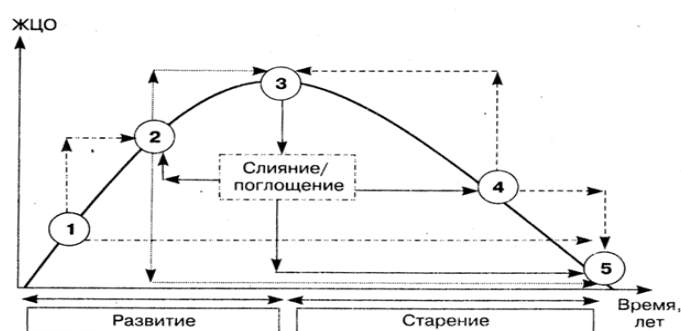 ЖЦО
3
2
Слияние/
поглощение
4
1
5
Время,
лет
Развитие
Старение